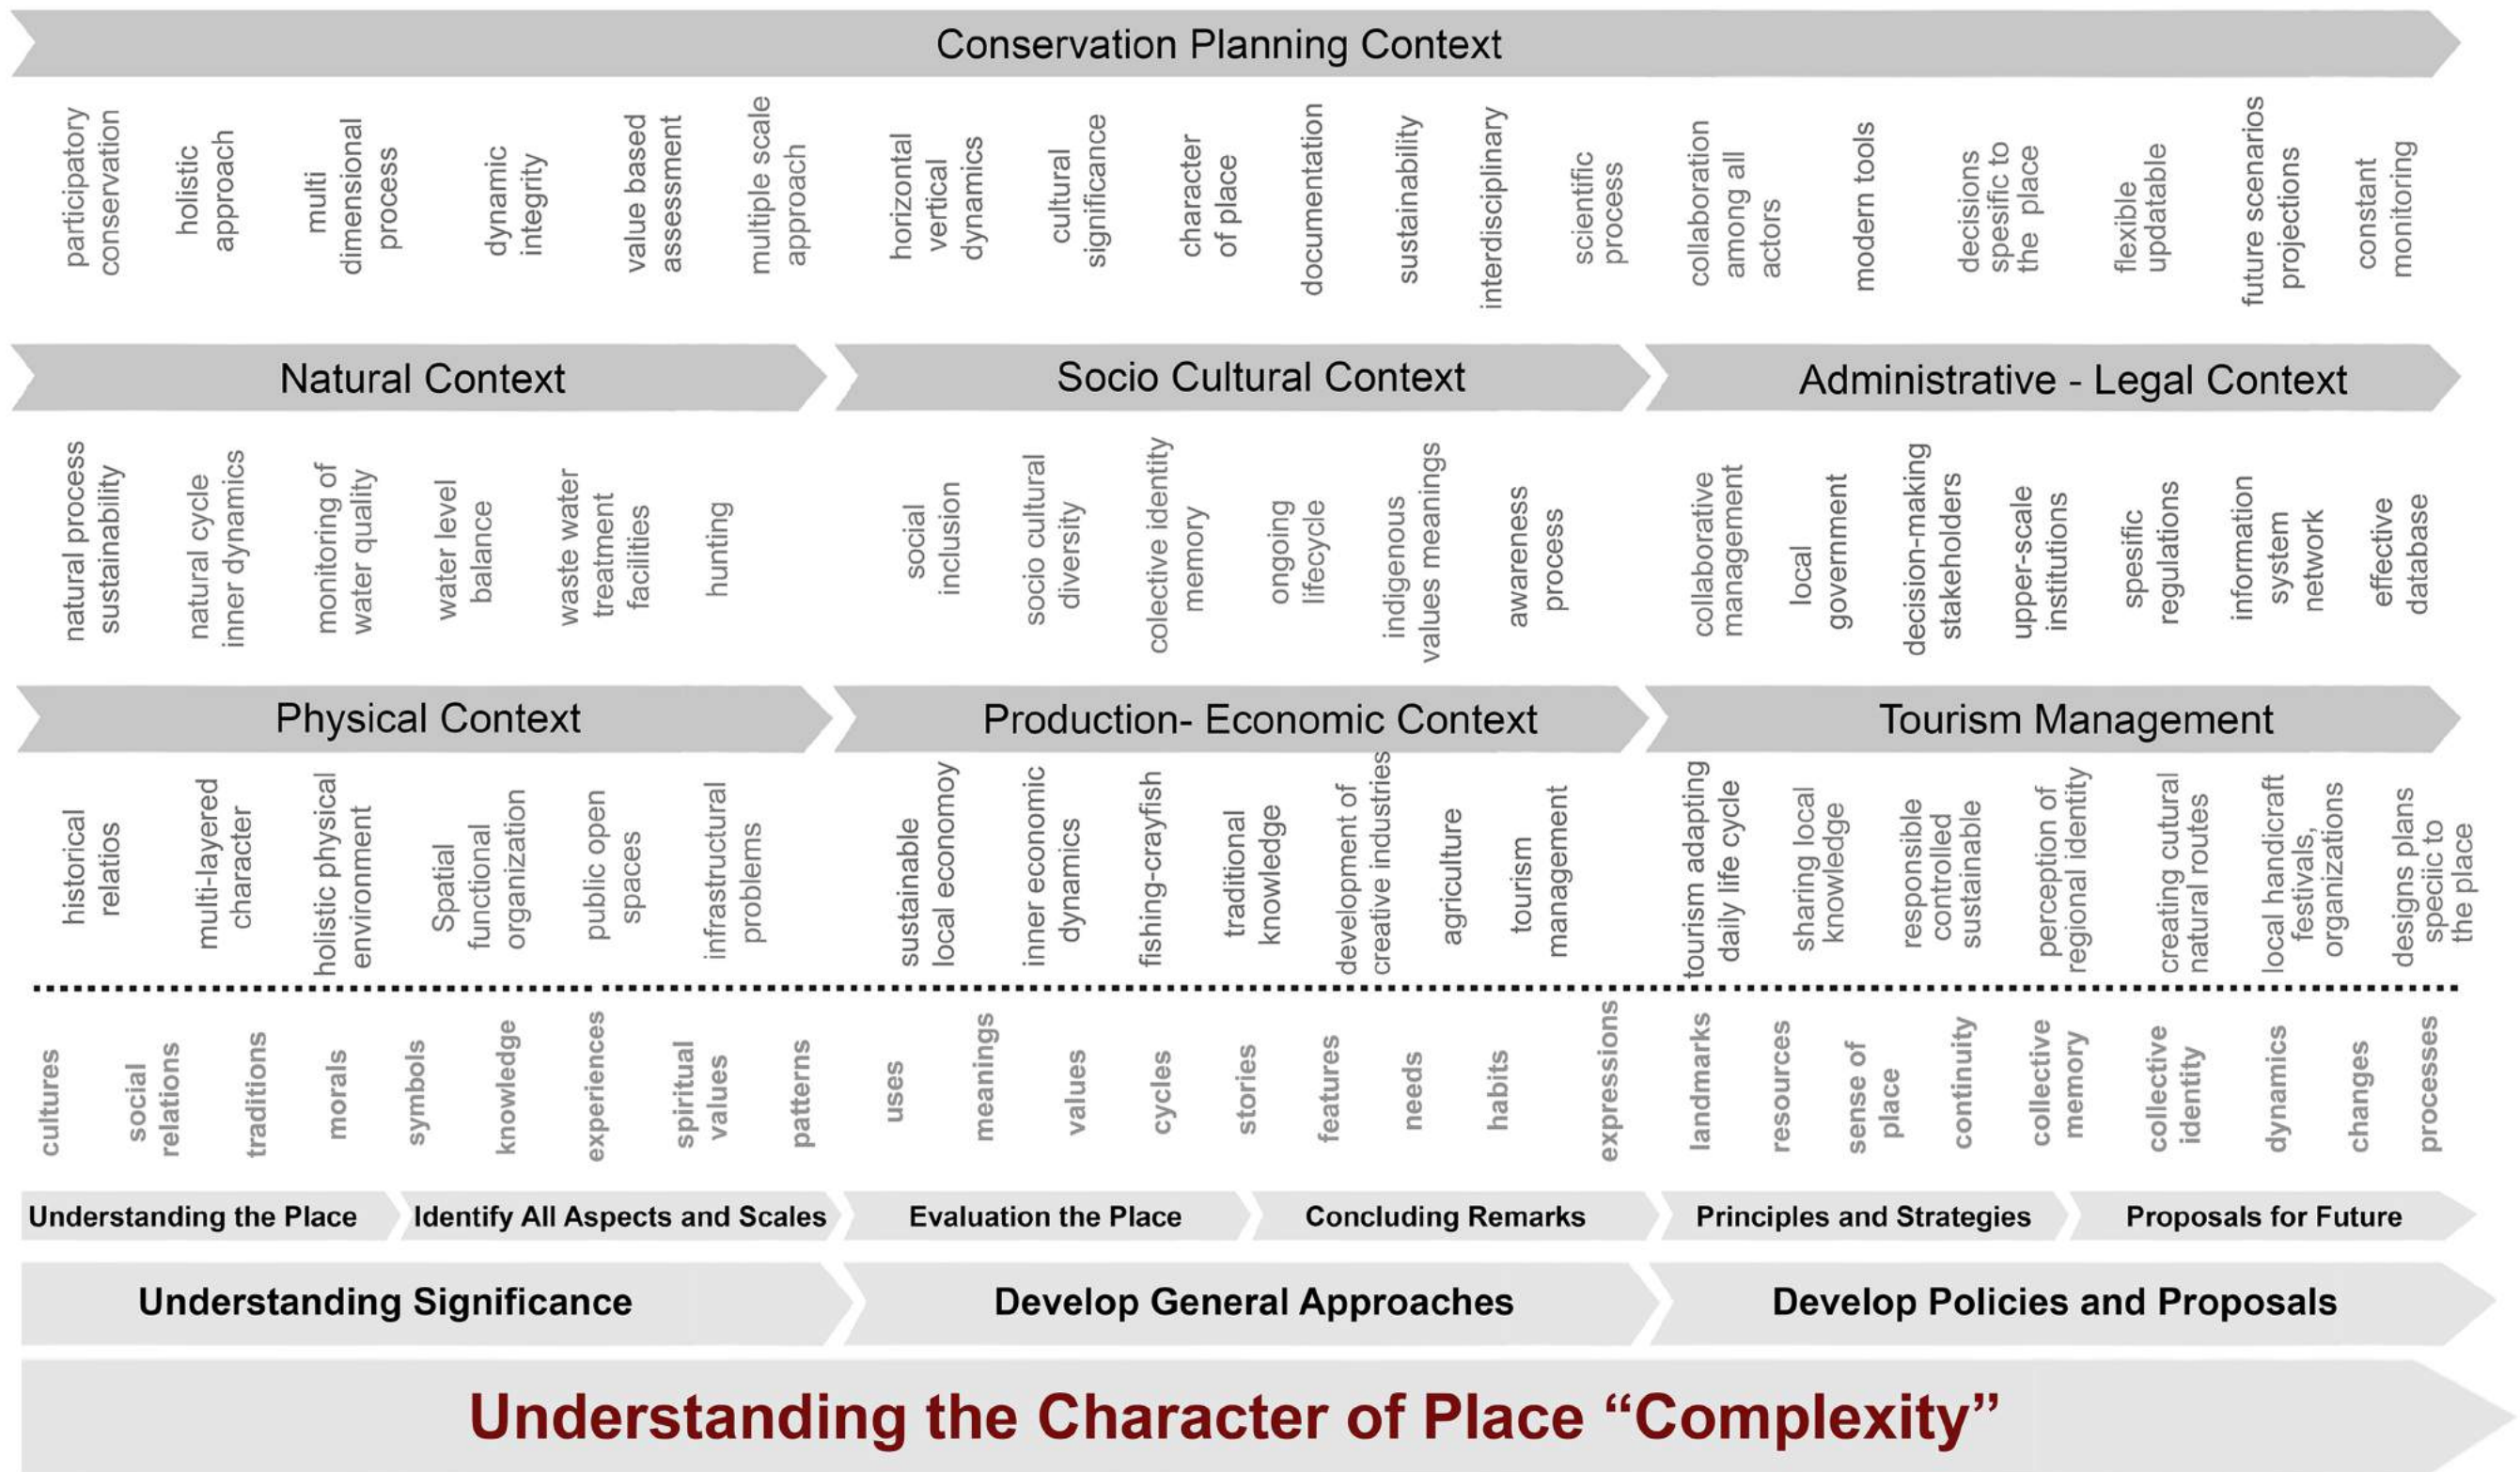 Conservation Planning Context
participatory
conservation
holistic
approach
multi
dimensional
process
dynamic
integrity
value based
assessment
multiple scale
approach
horizontal
vertical
dynamics
cultural
significance
character
of place
documentation
sustainability
interdisciplinary
scientific
process
collaboration
among all
actors
modern tools
decisions
spesific to
the place
flexible
updatable
future scenarios
projections
constant
monitoring
Natural Context
Socio Cultural Context
Administrative - Legal Context
natural process
sustainability
natural cycle
inner dynamics
monitoring of
water quality
water level
balance
waste water
treatment
facilities
hunting
social
inclusion
socio cultural
diversity
colective identity
memory
ongoing
lifecycle
indigenous
values meanings
awareness
process
collaborative
management
local
government
decision-making
stakeholders
upper-scale
institutions
spesific
regulations
information
system
network
effective
database
Physical Context
Production- Economic Context
Tourism Management
historical
relatios
multi-layered
character
holistic physical
environment
Spatial
functional
organization
public open
spaces
infrastructural
problems
sustainable
local economoy
inner economic
dynamics
fishing-crayfish
traditional
knowledge
development of
creative industries
agriculture
tourism
management
tourism adapting
daily life cycle
sharing local
knowledge
responsible
controlled
sustainable
perception of
regional identity
creating cutural
natural routes
local handicraft
festivals,
organizations
designs plans
specic to
the place
cultures
social
relations
traditions
morals
symbols
knowledge
experiences
spiritual
values
patterns
uses
meanings
values
cycles
stories
features
needs
habits
expressions
landmarks
resources
sense of
place
continuity
collective
memory
collective
identity
dynamics
changes
processes
Understanding the Place
Identify All Aspects and Scales
Evaluation the Place
Concluding Remarks
Principles and Strategies
Proposals for Future
Understanding Significance
Develop General Approaches
Develop Policies and Proposals
Understanding the Character of Place “Complexity”